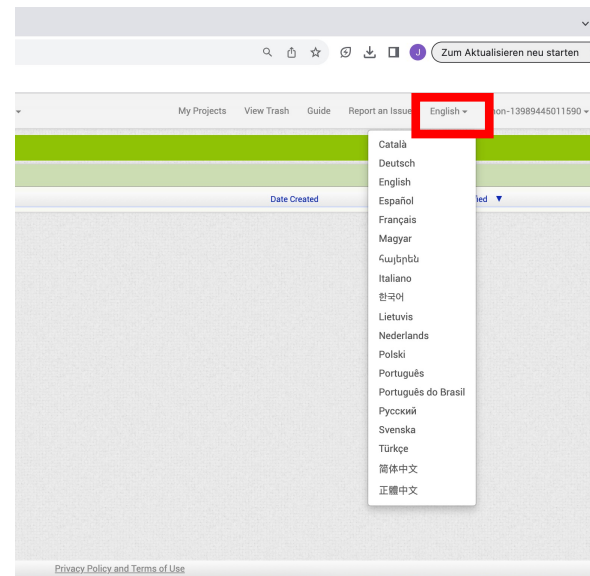 J Zum Aktualisieren neu starten
My Projects View Trash Guide Report an Issue English non-13989445011590
Català
Deutsch
English
Date Created
Español
Français
Magyar
Հայերեն
Italiano
한국어
Lietuvis
Nederlands
Polski
Português
Português do Brasil
Русский
Svenska
Türkçe
简体中文
正體中文
Privacy Policy and Terms of Use